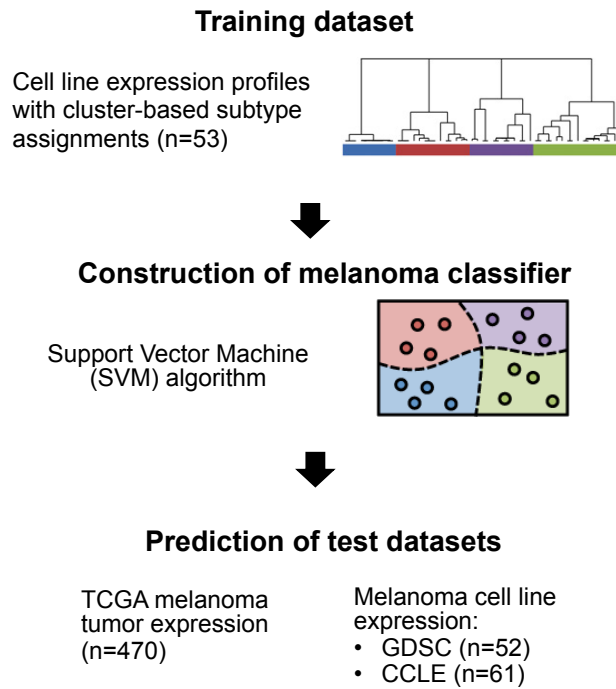 Training dataset
Cell line expression profiles
with cluster-based subtype
assignments (n=53)
Construction of melanoma classifier
Support Vector Machine
(SVM) algorithm
Prediction of test datasets
TCGA melanoma
tumor expression
(n=470)
Melanoma cell line
expression:
• GDSC (n=52)
• CCLE (n=61)